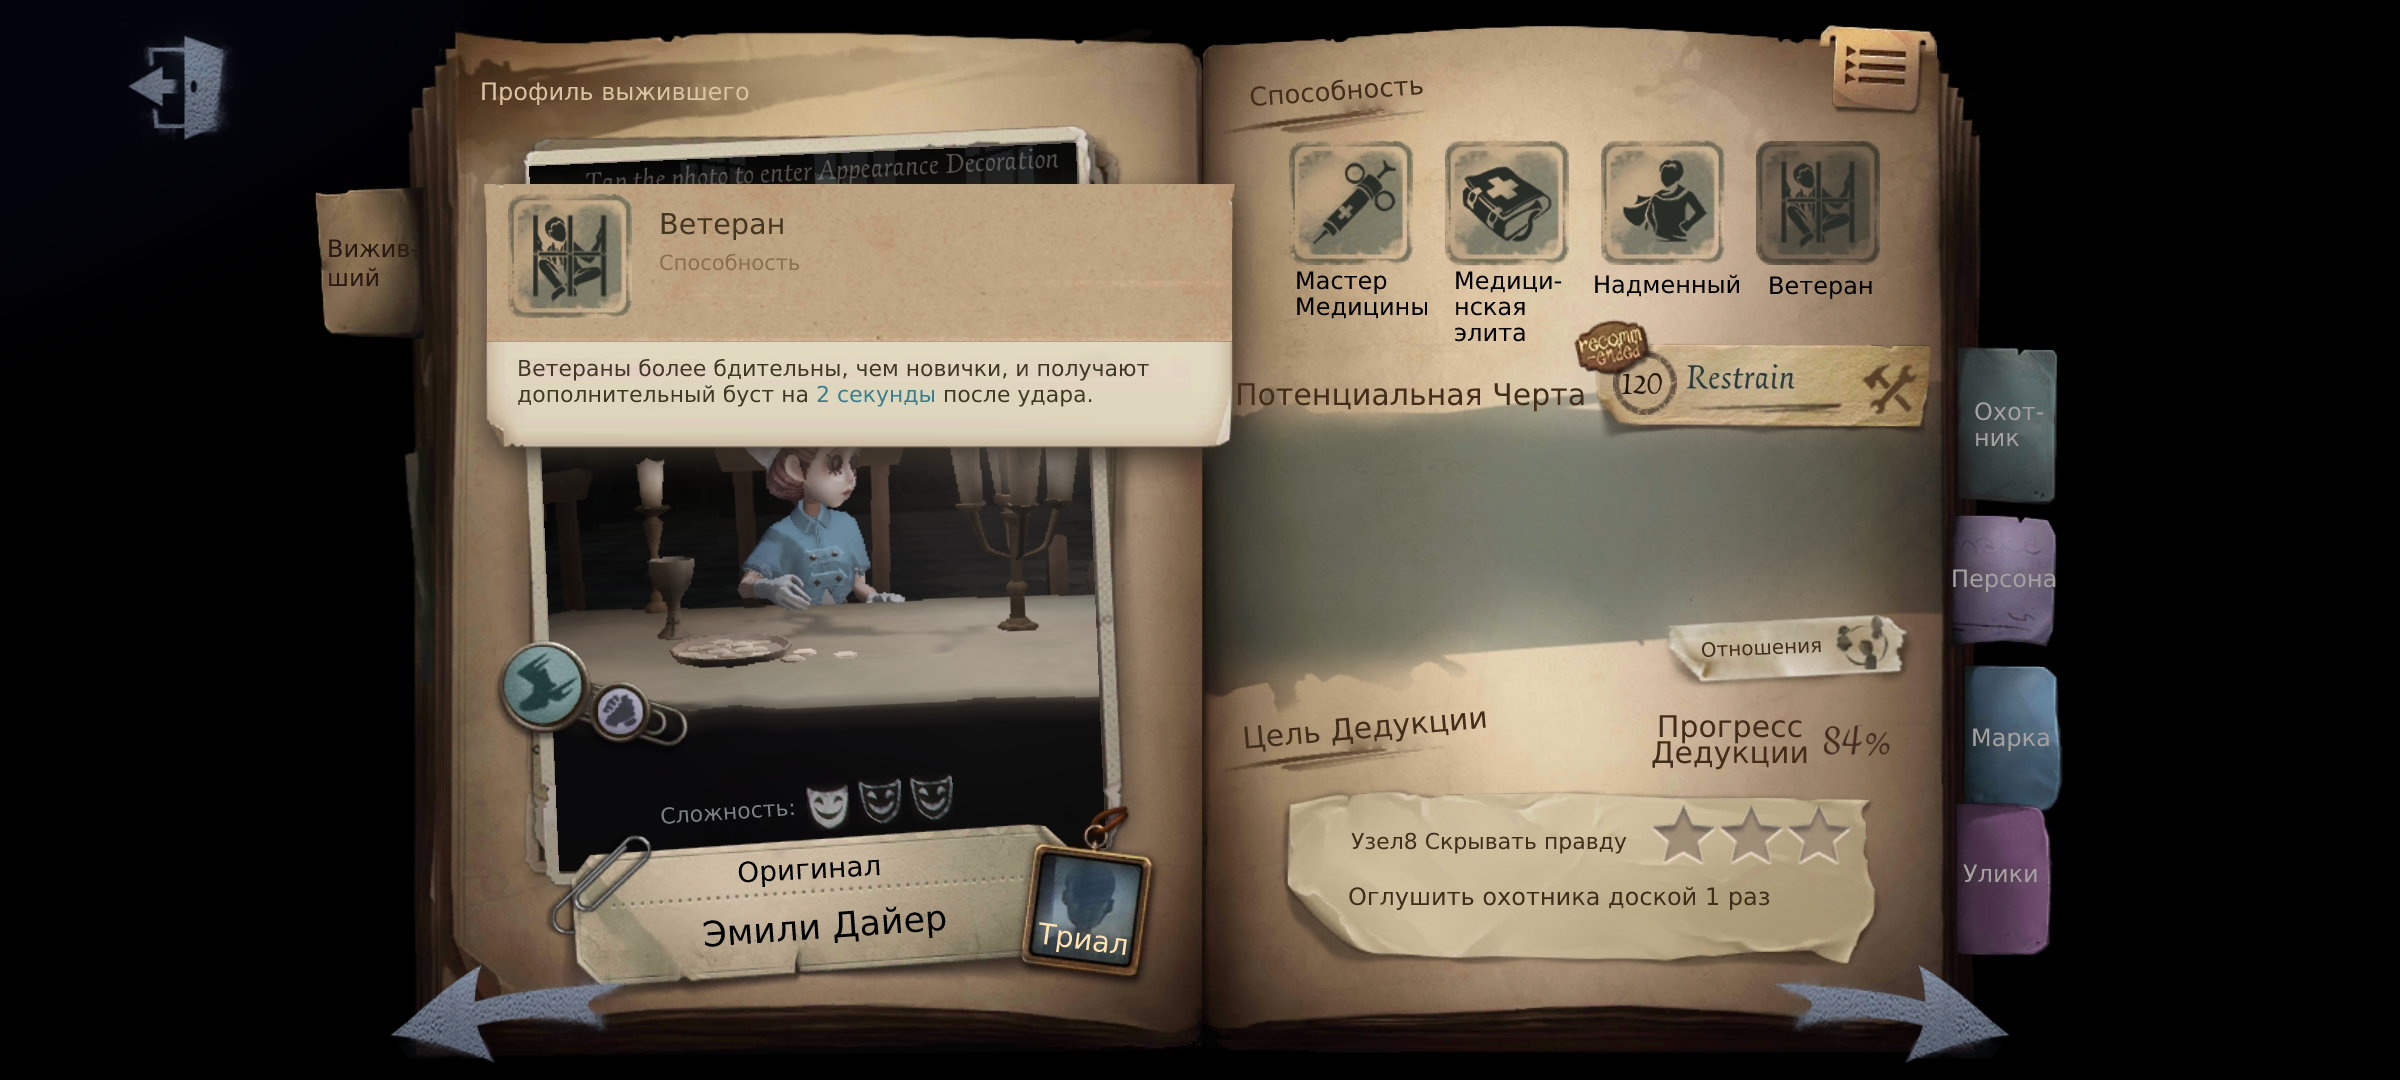 Профиль выжившего
Tap the photo to enter Appearance Decoration
Вижив-
ший
Ветеран
Способность
Ветераны более бдительны, чем новички, и получают
дополнительный буст на 2 секунды после удара.
Сложность:
Оригинал
Эмили Дайер
Триал
Способность
Мастер
Медицины
Медици-
нская
элита
Надменный
Ветеран
Потенциальная Черта
recomm
-ended
120
Restrain
Отношения
Цель Дедукции
Прогресс
Дедукции
84%
Узел8 Скрывать правду
Оглушить охотника доской 1 раз
Охот-
ник
Персона
Марка
Улики